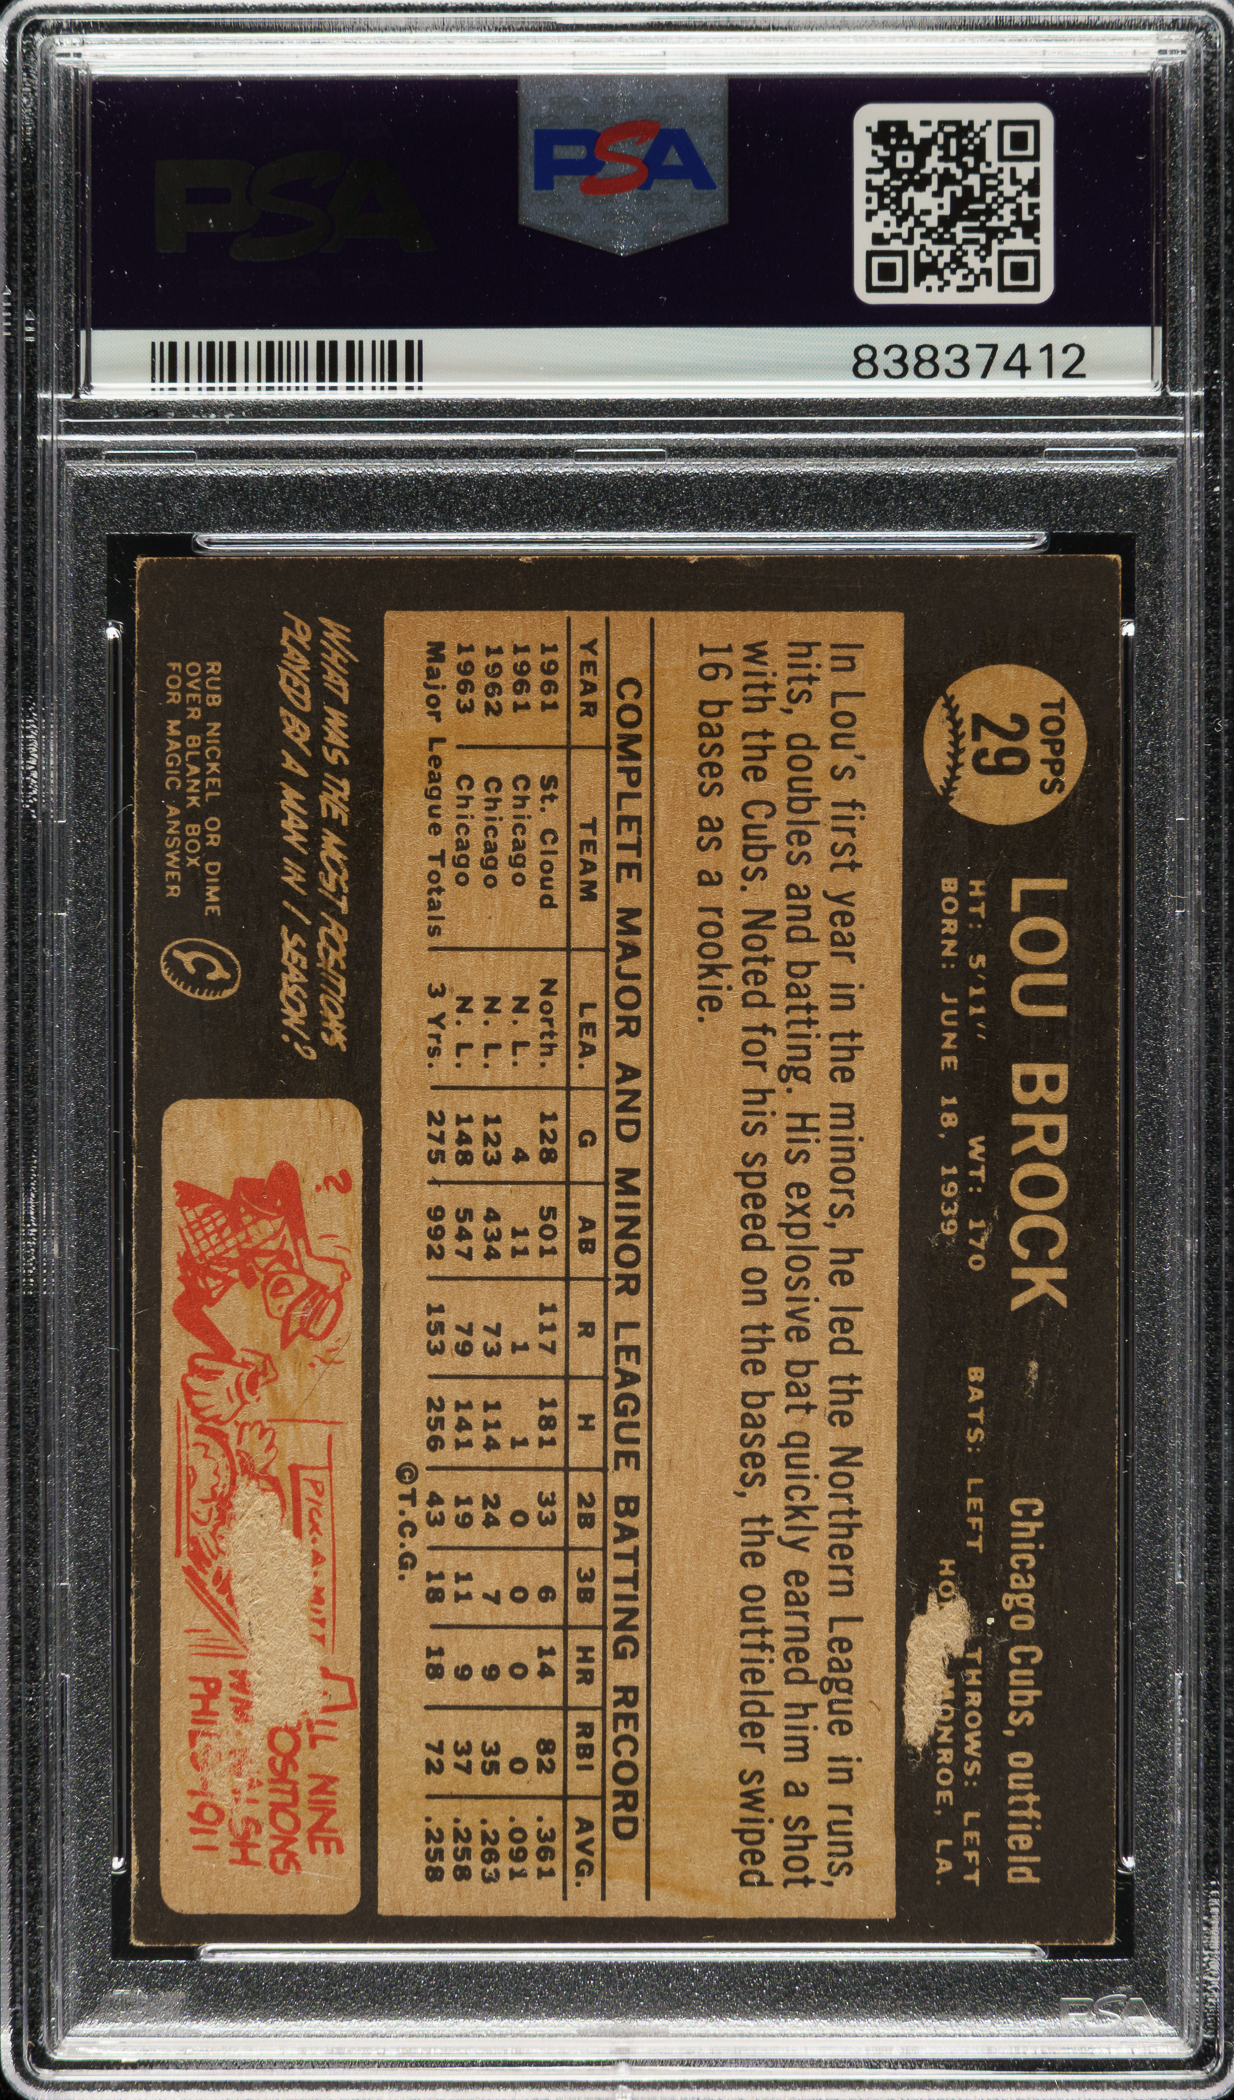 PSA
PSA
83837412
TOPPS
29
LOU BROCK
Chicago Cubs, outfield
HT: 5'11" WT: 170 BATS: LEFT THROWS: LEFT
BORN: JUNE 18, 1939 MONROE, LA.
In Lou's first year in the minors, he led the Northern League in runs,
hits, doubles and batting. His explosive bat quickly earned him a shot
with the Cubs. Noted for his speed on the bases, the outfielder swiped
16 bases as a rookie.
COMPLETE MAJOR AND MINOR LEAGUE BATTING RECORD
YEAR TEAM LEA. G AB R H 2B 3B HR RBI AVG.
1961 St. Cloud North. 128 501 117 181 33 6 14 82 .361
1961 Chicago N. L. 4 11 1 1 0 0 0 0 .091
1962 Chicago N. L. 123 434 73 114 24 7 9 35 .263
1963 Chicago N. L. 148 547 79 141 19 11 9 37 .258
Major League Totals 3 Yrs. 275 992 153 256 43 18 18 72 .258
©T.C.G.
WHAT WAS THE MOST POSITIONS
PLAYED BY A MAN IN 1 SEASON?
RUB NICKEL OR DIME
OVER BLANK BOX
FOR MAGIC ANSWER
?
PICK-A-MITT
ALL NINE
PHILS-1911
PSA